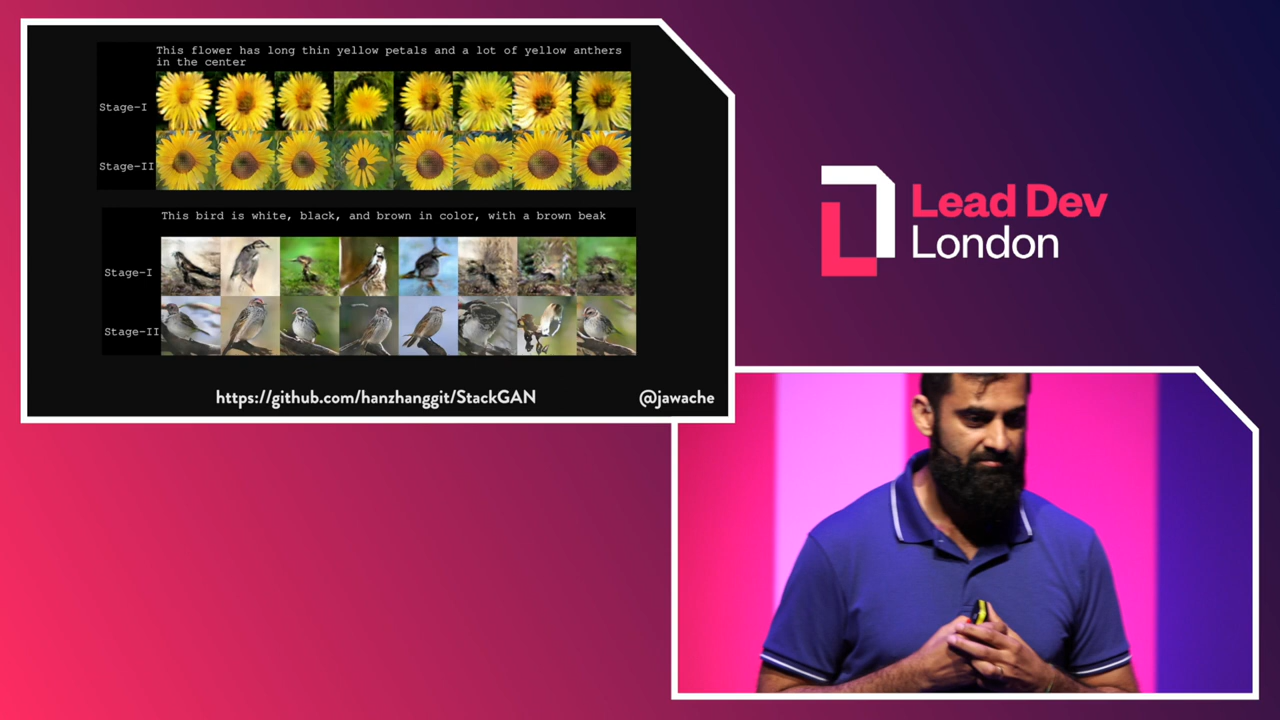 This flower has long thin yellow petals and a lot of yellow anthers
in the center
Stage-I
Stage-II
This bird is white, black, and brown in color, with a brown beak
Stage-I
Stage-II
https://github.com/hanzhanggit/StackGAN
@jawache
Lead Dev
London